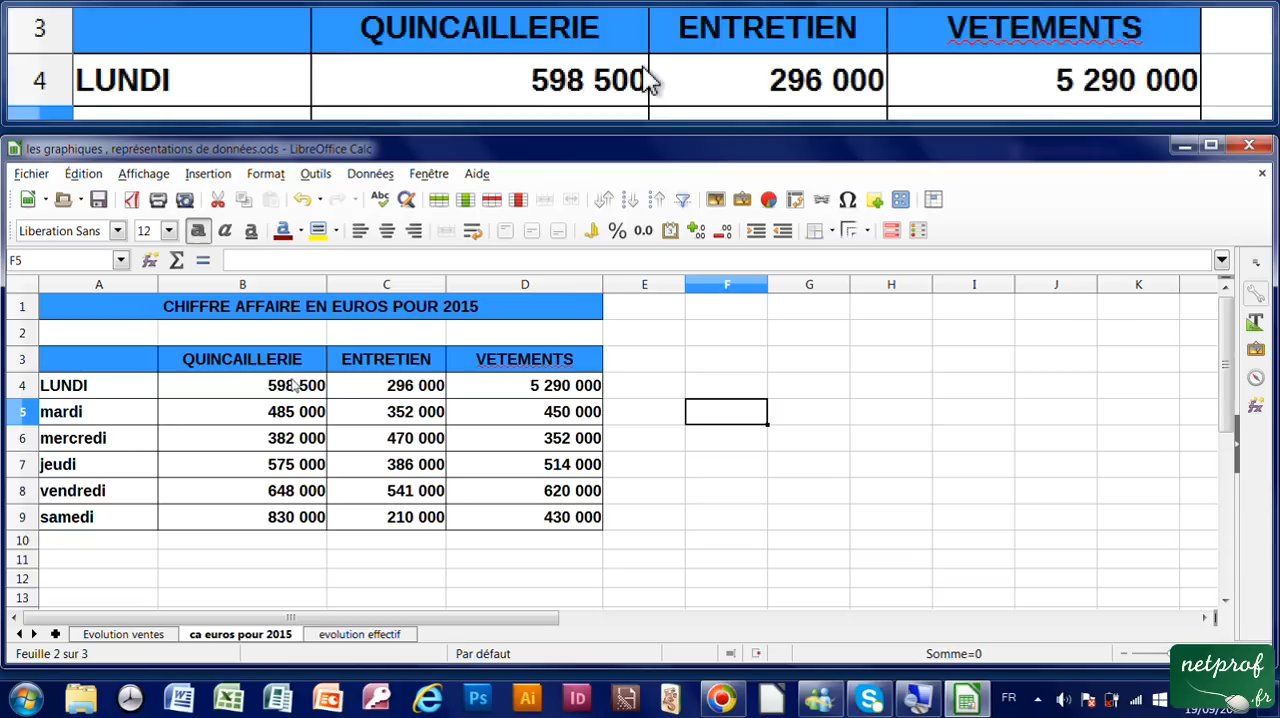 3 QUINCAILLERIE ENTRETIEN VETEMENTS
4 LUNDI 598 500 296 000 5 290 000
les graphiques , représentations de données.ods - LibreOffice Calc
Fichier Édition Affichage Insertion Format Outils Données Fenêtre Aide
Liberation Sans 12
F5
A B C D E F G H I J K
1 CHIFFRE AFFAIRE EN EUROS POUR 2015
2
3 QUINCAILLERIE ENTRETIEN VETEMENTS
4 LUNDI 598 500 296 000 5 290 000
5 mardi 485 000 352 000 450 000
6 mercredi 382 000 470 000 352 000
7 jeudi 575 000 386 000 514 000
8 vendredi 648 000 541 000 620 000
9 samedi 830 000 210 000 430 000
10
11
12
13
Evolution ventes ca euros pour 2015 evolution effectif
Feuille 2 sur 3 Par défaut Somme=0
netprof
.fr
FR